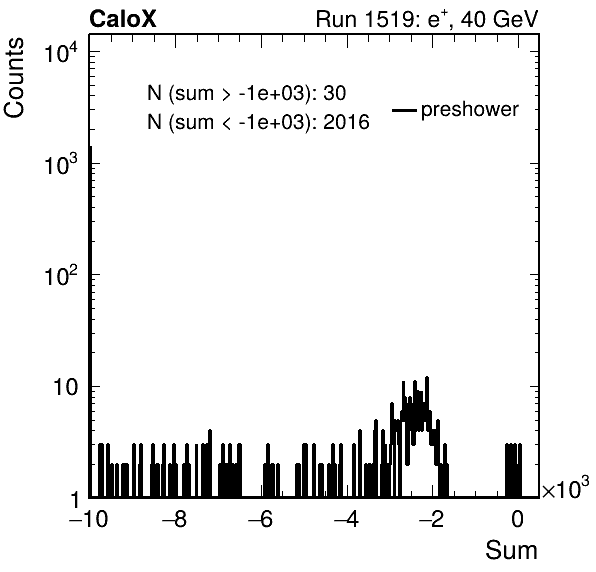 CaloX Run 1519: e⁺, 40 GeV
Counts
N (sum > -1e+03): 30
N (sum < -1e+03): 2016
preshower
10⁴
10³
10²
10
1
−10 −8 −6 −4 −2 0 ×10³
Sum